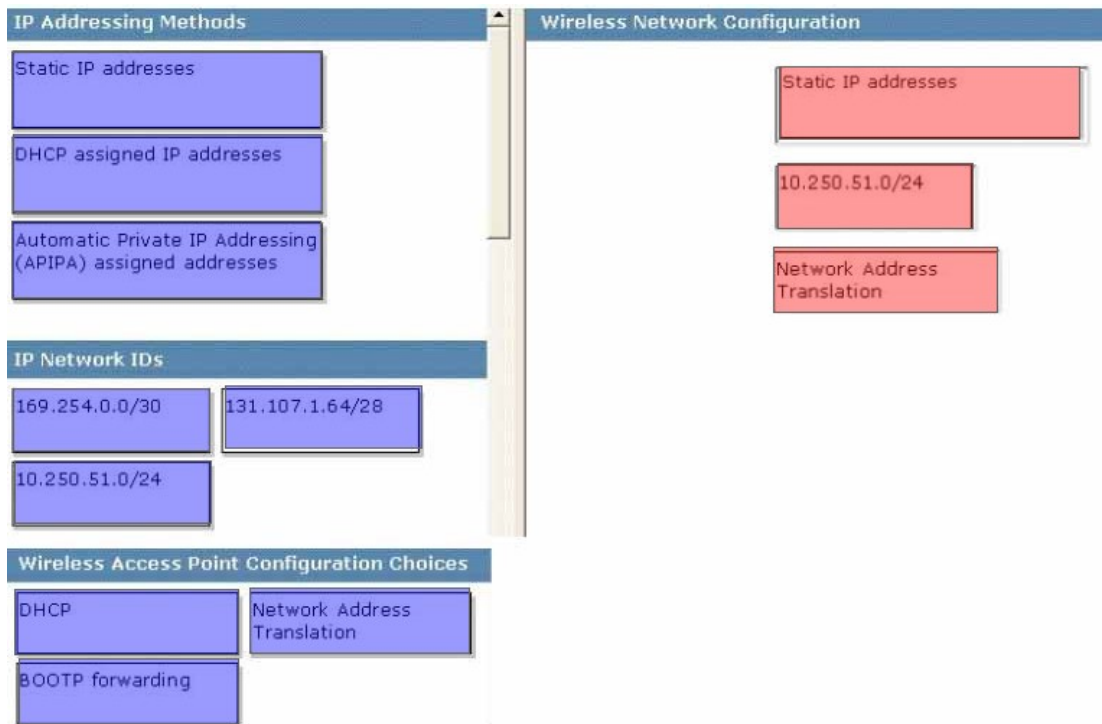 IP Addressing Methods
Static IP addresses
DHCP assigned IP addresses
Automatic Private IP Addressing
(APIPA) assigned addresses
IP Network IDs
169.254.0.0/30
131.107.1.64/28
10.250.51.0/24
Wireless Access Point Configuration Choices
DHCP
Network Address
Translation
BOOTP forwarding
Wireless Network Configuration
Static IP addresses
10.250.51.0/24
Network Address
Translation